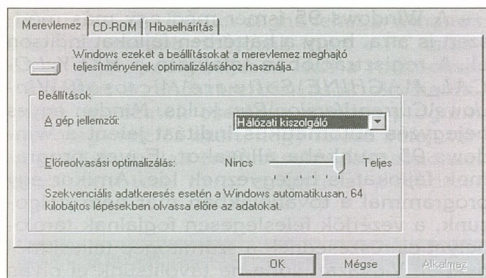 Merevlemez CD-ROM Hibaelhárítás
Windows ezeket a beállításokat a merevlemez meghajtó
teljesítményének optimalizálásához használja.
Beállítások
A gép jellemzői: Hálózati kiszolgáló
Előreolvasási optimalizálás: Nincs Teljes
Szekvenciális adatkeresés esetén a Windows automatikusan, 64
kilobájtos lépésekben olvassa előre az adatokat.
OK Mégse Alkalmaz